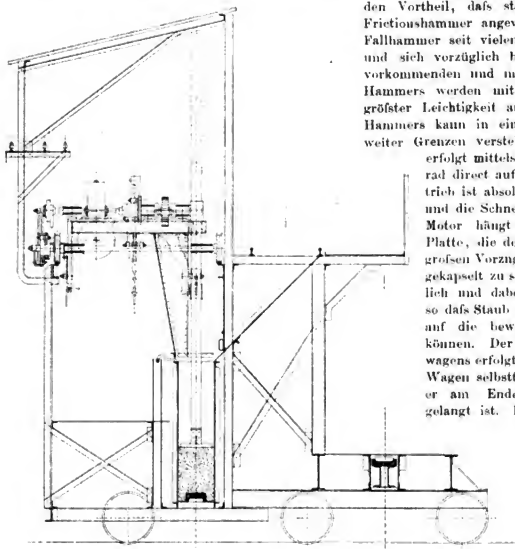 den Vortheil, dafs st
Frictionshammer angev
Fallhammer seit vielen
und sich vorzüglich b
vorkommenden und m
Hammers werden mit
gröfster Leichtigkeit a
Hammers kann in ein
weiter Grenzen verste
erfolgt mittels
rad direct auf
trieb ist absol
und die Schne
Motor hängt
Platte, die de
grofsen Vorzug
gekapselt zu s
lich und dabe
so dafs Staub
auf die bew
können. Der
wagens erfolgt
Wagen selbstt
er am Ende
gelangt ist.